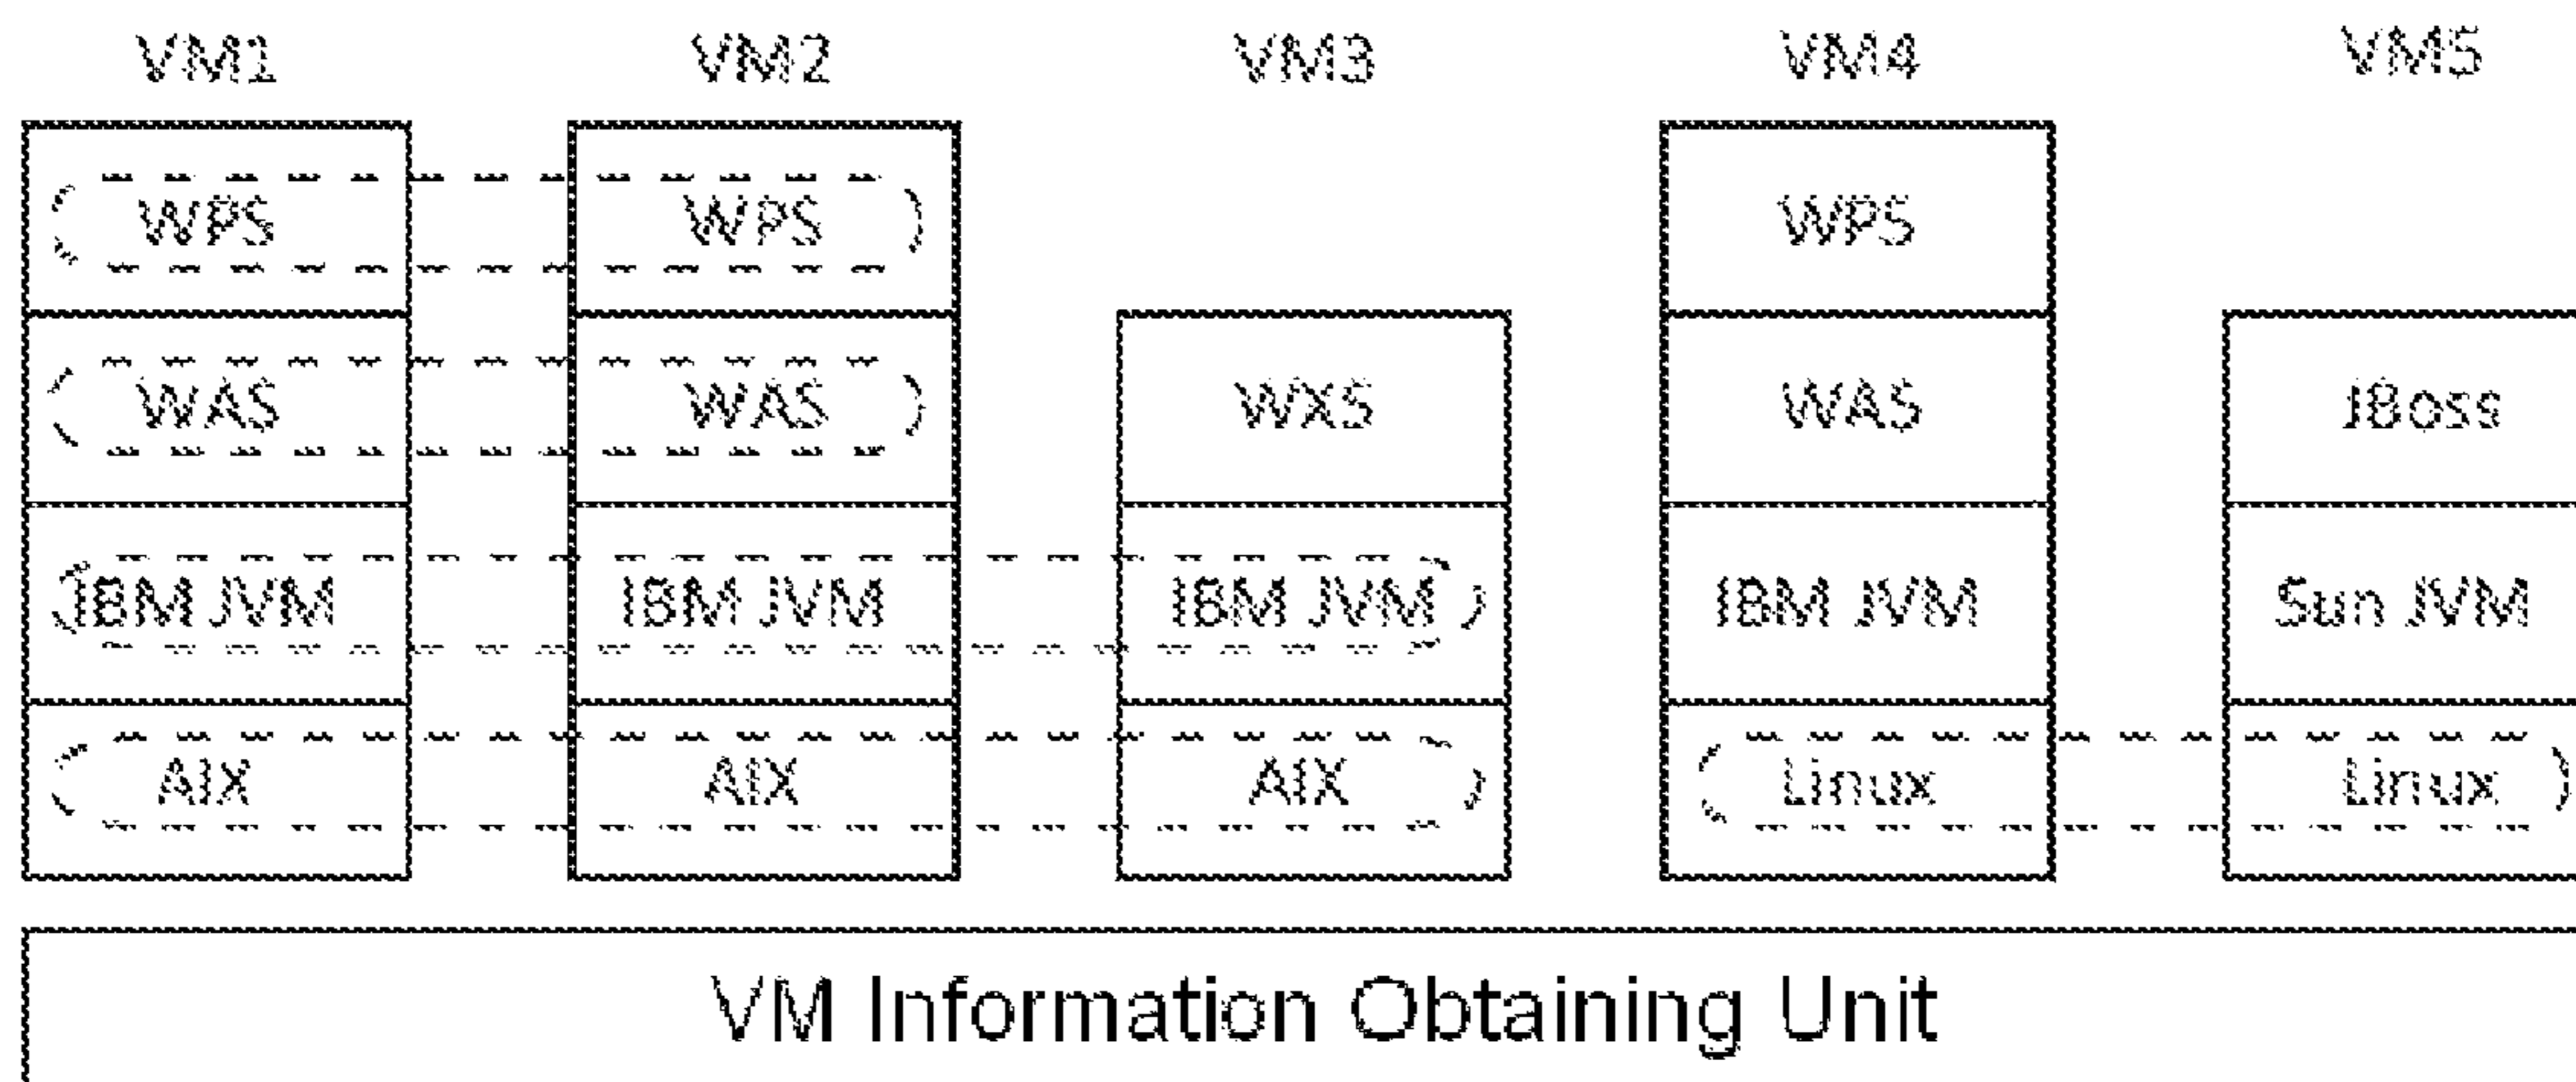 VM1 VM2 VM3 VM4 VM5
WPS WPS WPS
WAS WAS WXS WAS JBoss
IBM JVM IBM JVM IBM JVM IBM JVM Sun JVM
AIX AIX AIX Linux Linux
VM Information Obtaining Unit